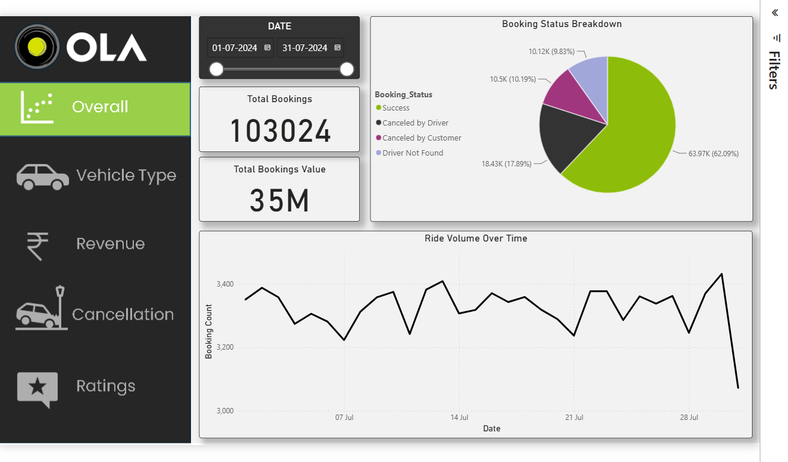 OLA
Overall
Vehicle Type
Revenue
Cancellation
Ratings
DATE
01-07-2024 31-07-2024
Total Bookings
103024
Total Bookings Value
35M
Booking Status Breakdown
Booking_Status
Success
Canceled by Driver
Canceled by Customer
Driver Not Found
10.12K (9.83%)
10.5K (10.19%)
18.43K (17.89%)
63.97K (62.09%)
Ride Volume Over Time
Booking Count
3,400
3,200
3,000
07 Jul 14 Jul 21 Jul 28 Jul
Date
Filters